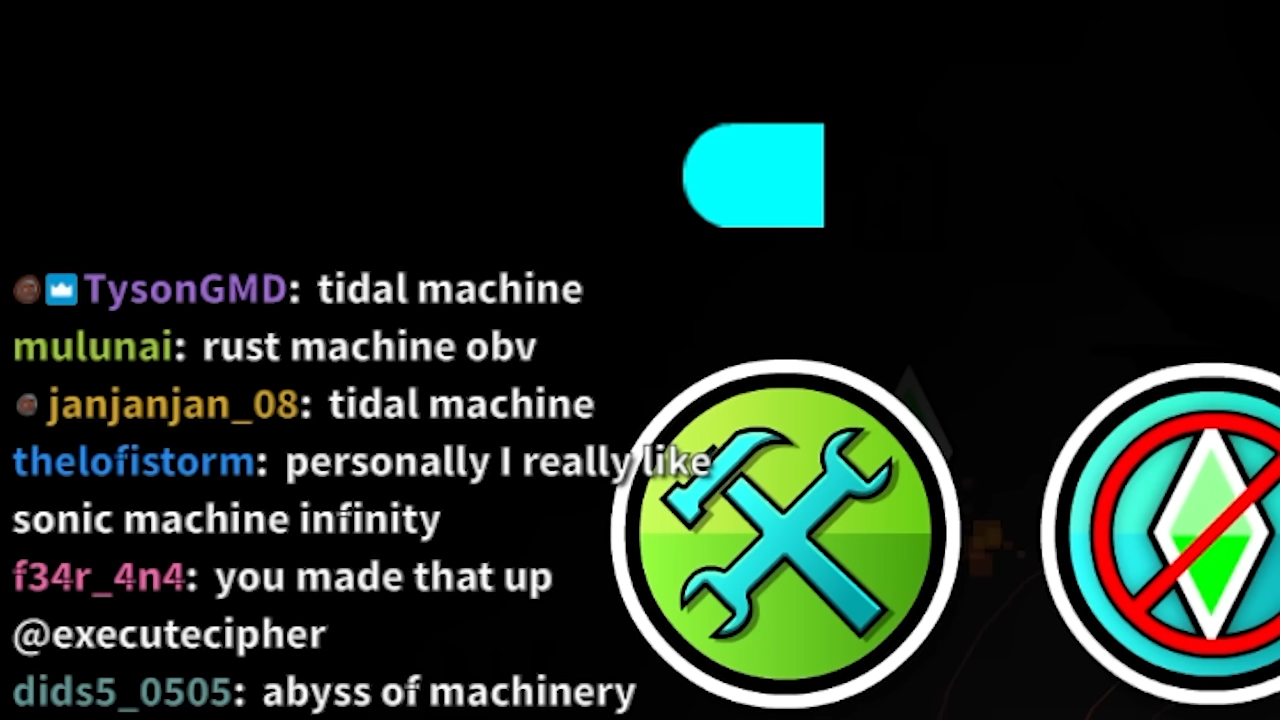 TysonGMD: tidal machine
mulunai: rust machine obv
janjanjan_08: tidal machine
thelofistorm: personally I really like
sonic machine infinity
f34r_4n4: you made that up
@executecipher
dids5_0505: abyss of machinery